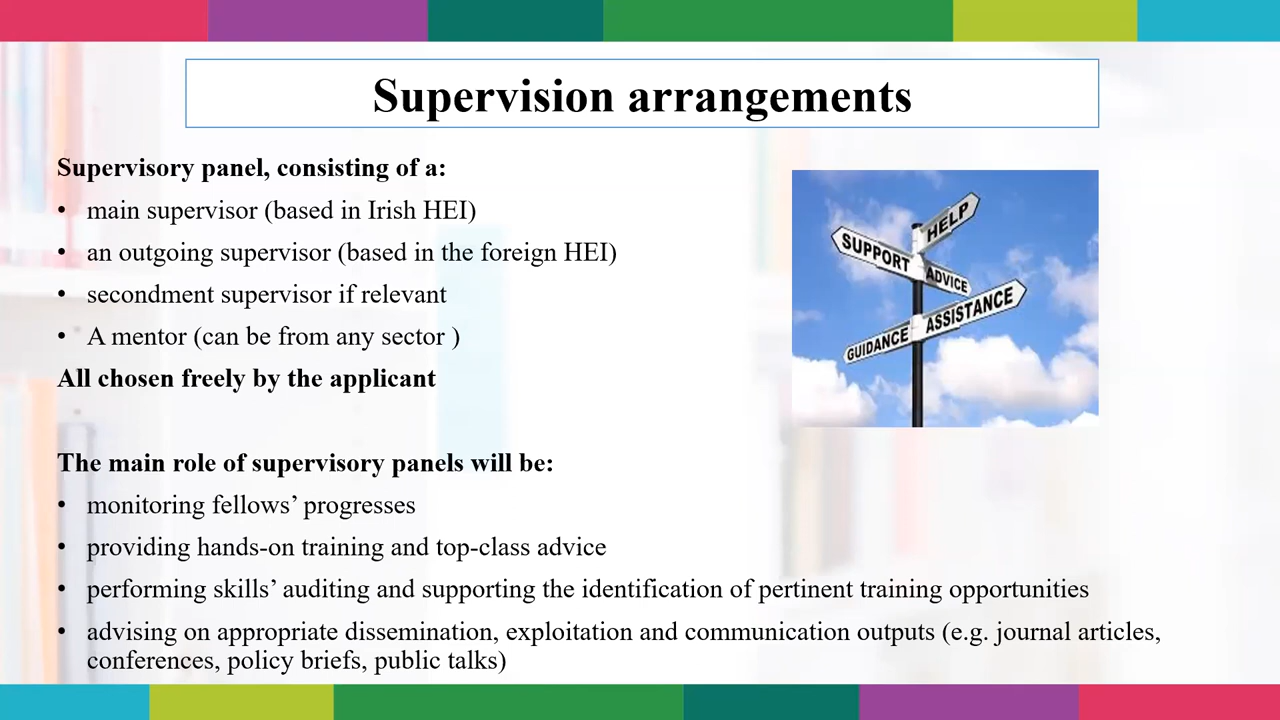 Supervision arrangements
Supervisory panel, consisting of a:
• main supervisor (based in Irish HEI)
• an outgoing supervisor (based in the foreign HEI)
• secondment supervisor if relevant
• A mentor (can be from any sector )
All chosen freely by the applicant
HELP
SUPPORT
ADVICE
ASSISTANCE
GUIDANCE
The main role of supervisory panels will be:
• monitoring fellows’ progresses
• providing hands-on training and top-class advice
• performing skills’ auditing and supporting the identification of pertinent training opportunities
• advising on appropriate dissemination, exploitation and communication outputs (e.g. journal articles,
conferences, policy briefs, public talks)